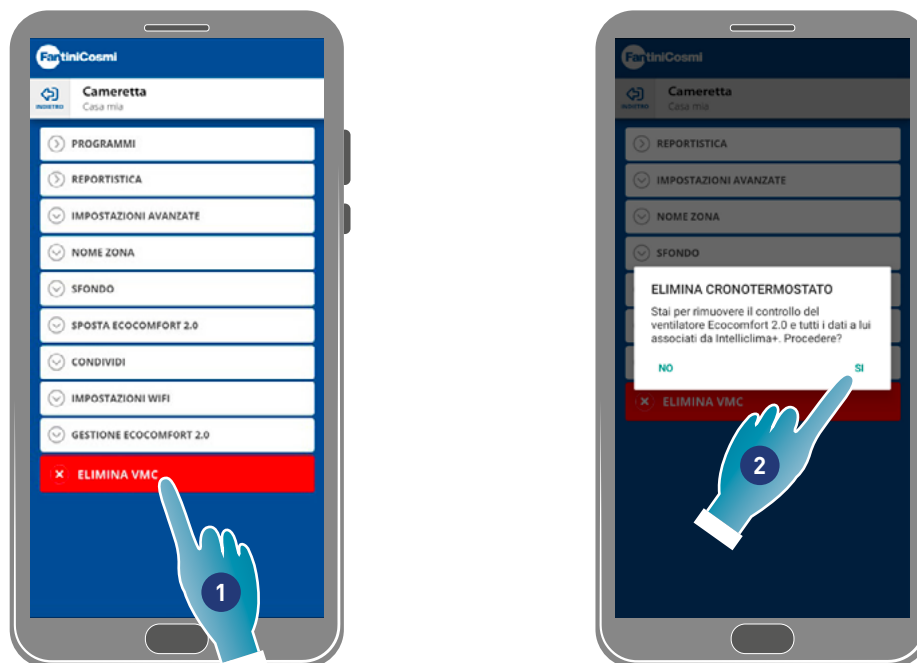 FantiniCosmi
INDIETRO
Cameretta
Casa mia
PROGRAMMI
REPORTISTICA
IMPOSTAZIONI AVANZATE
NOME ZONA
SFONDO
SPOSTA ECOCOMFORT 2.0
CONDIVIDI
IMPOSTAZIONI WIFI
GESTIONE ECOCOMFORT 2.0
× ELIMINA VMC
1
FantiniCosmi
INDIETRO
Cameretta
Casa mia
REPORTISTICA
IMPOSTAZIONI AVANZATE
NOME ZONA
SFONDO
ELIMINA CRONOTERMOSTATO
Stai per rimuovere il controllo del
ventilatore Ecocomfort 2.0 e tutti i dati a lui
associati da Intelliclima+. Procedere?
NO SI
× ELIMINA VMC
2